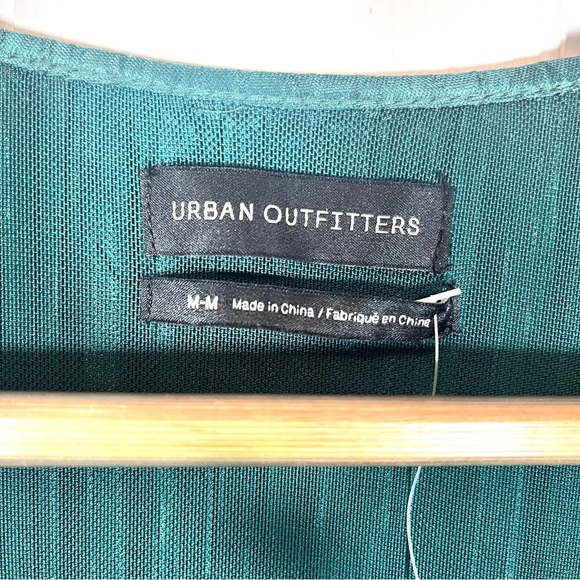 URBAN OUTFITTERS
M-M Made in China / Fabriqué en Chine